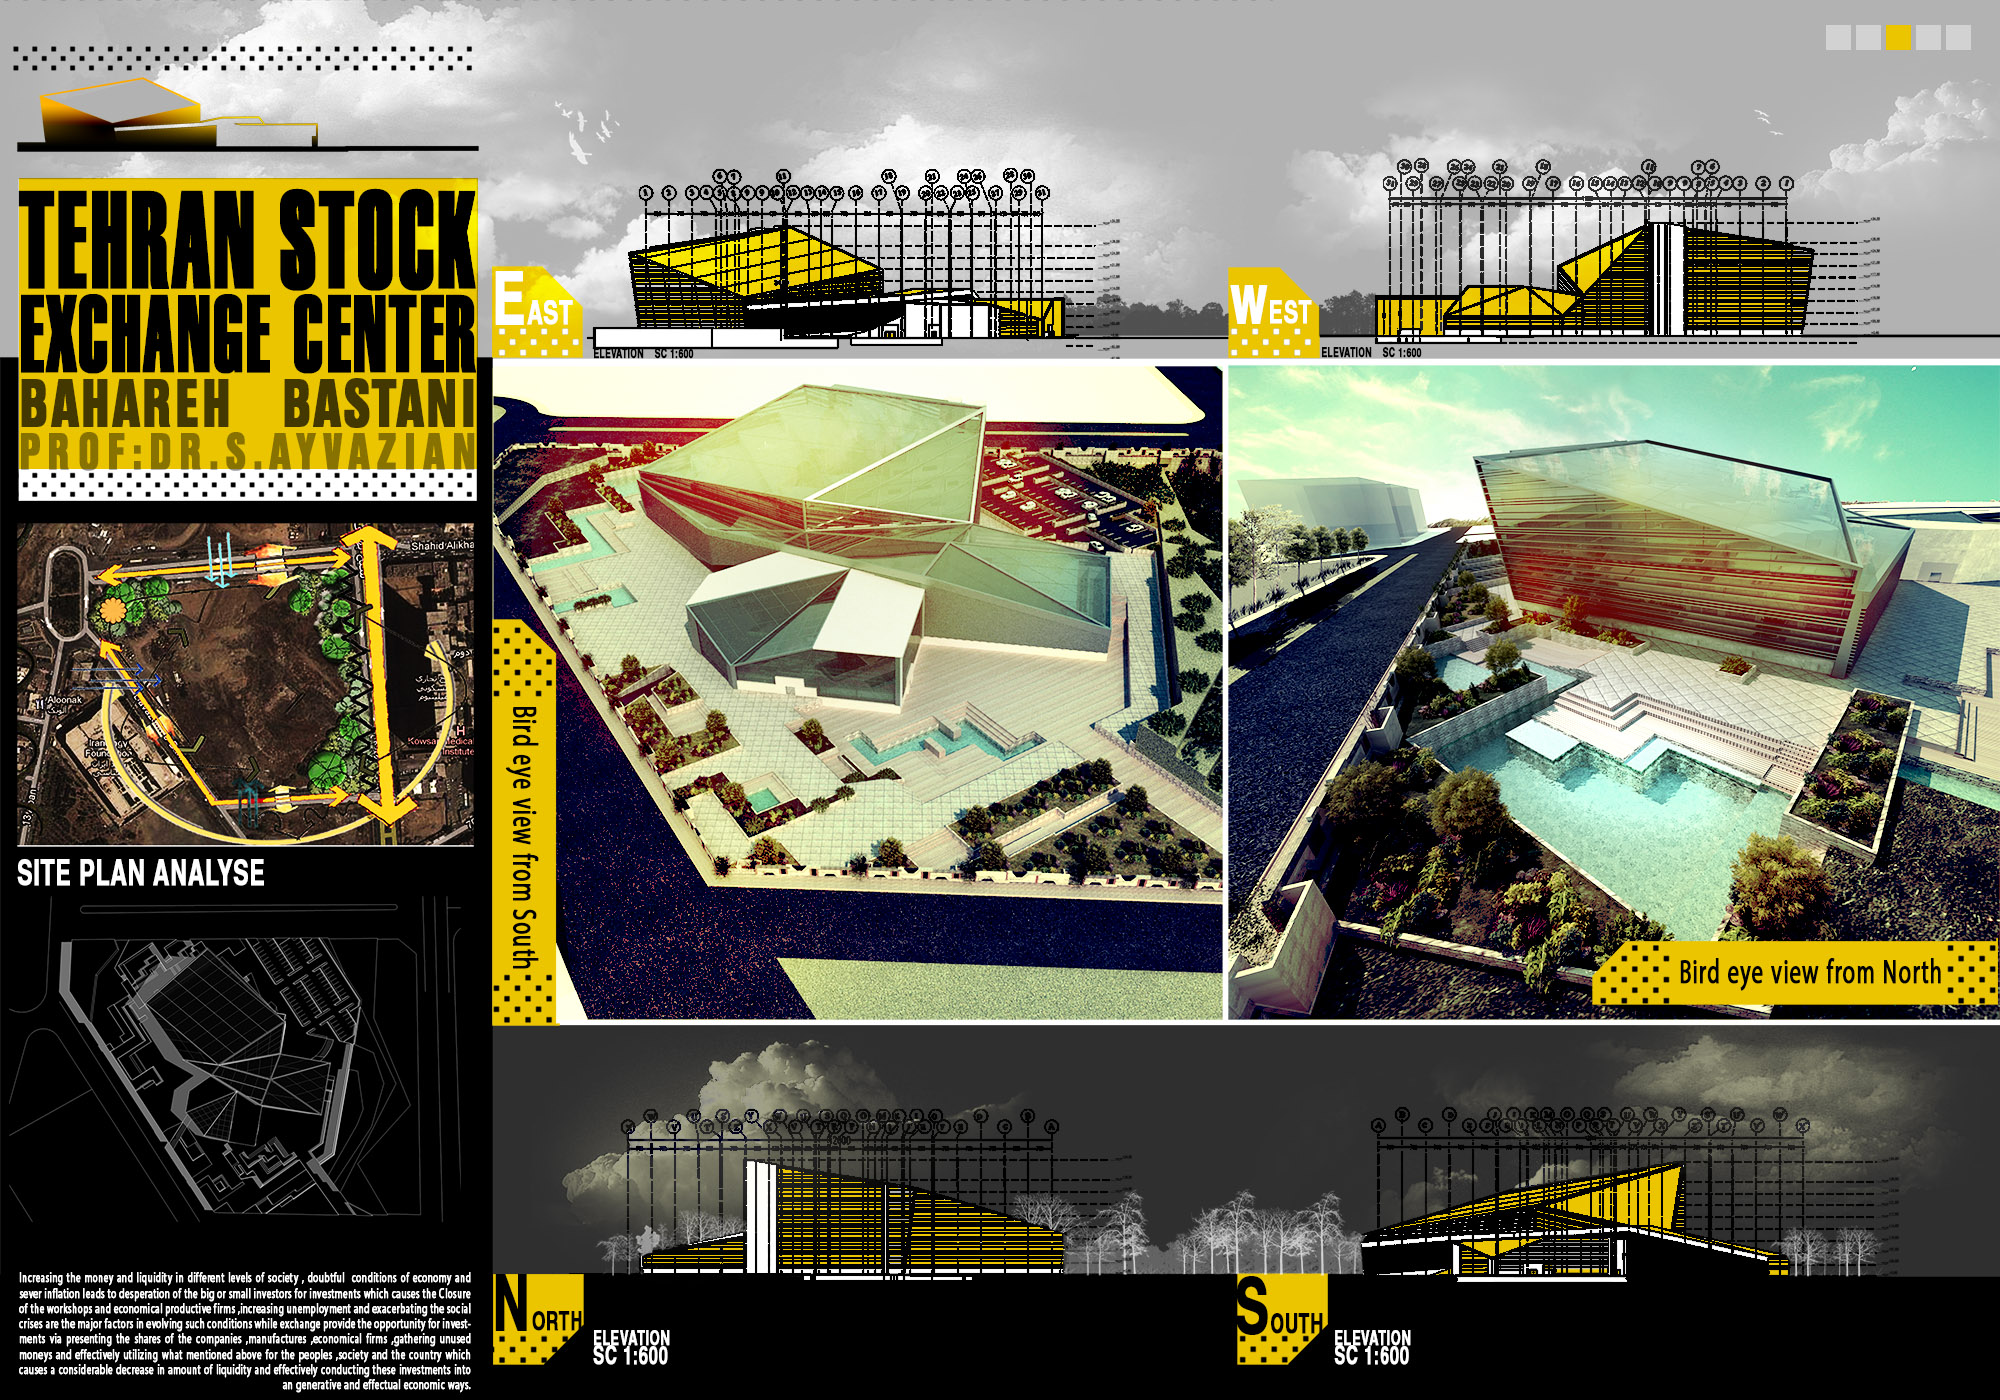 TEHRAN STOCK
EXCHANGE CENTER
BAHAREH BASTANI
PROF:DR.S.AYVAZIAN
Shahid Alikha
Aloonak
Kowsar Medical
Institute
SITE PLAN ANALYSE
Increasing the money and liquidity in different levels of society , doubtful conditions of economy and
sever inflation leads to desperation of the big or small investors for investments which causes the Closure
of the workshops and economical productive firms ,increasing unemployment and exacerbating the social
crises are the major factors in evolving such conditions while exchange provide the opportunity for invest-
ments via presenting the shares of the companies ,manufactures ,economical firms ,gathering unused
moneys and effectively utilizing what mentioned above for the peoples ,society and the country which
causes a considerable decrease in amount of liquidity and effectively conducting these investments into
an generative and effectual economic ways.
EAST
ELEVATION SC 1:600
WEST
ELEVATION SC 1:600
Bird eye view from South
Bird eye view from North
NORTH
ELEVATION
SC 1:600
SOUTH
ELEVATION
SC 1:600